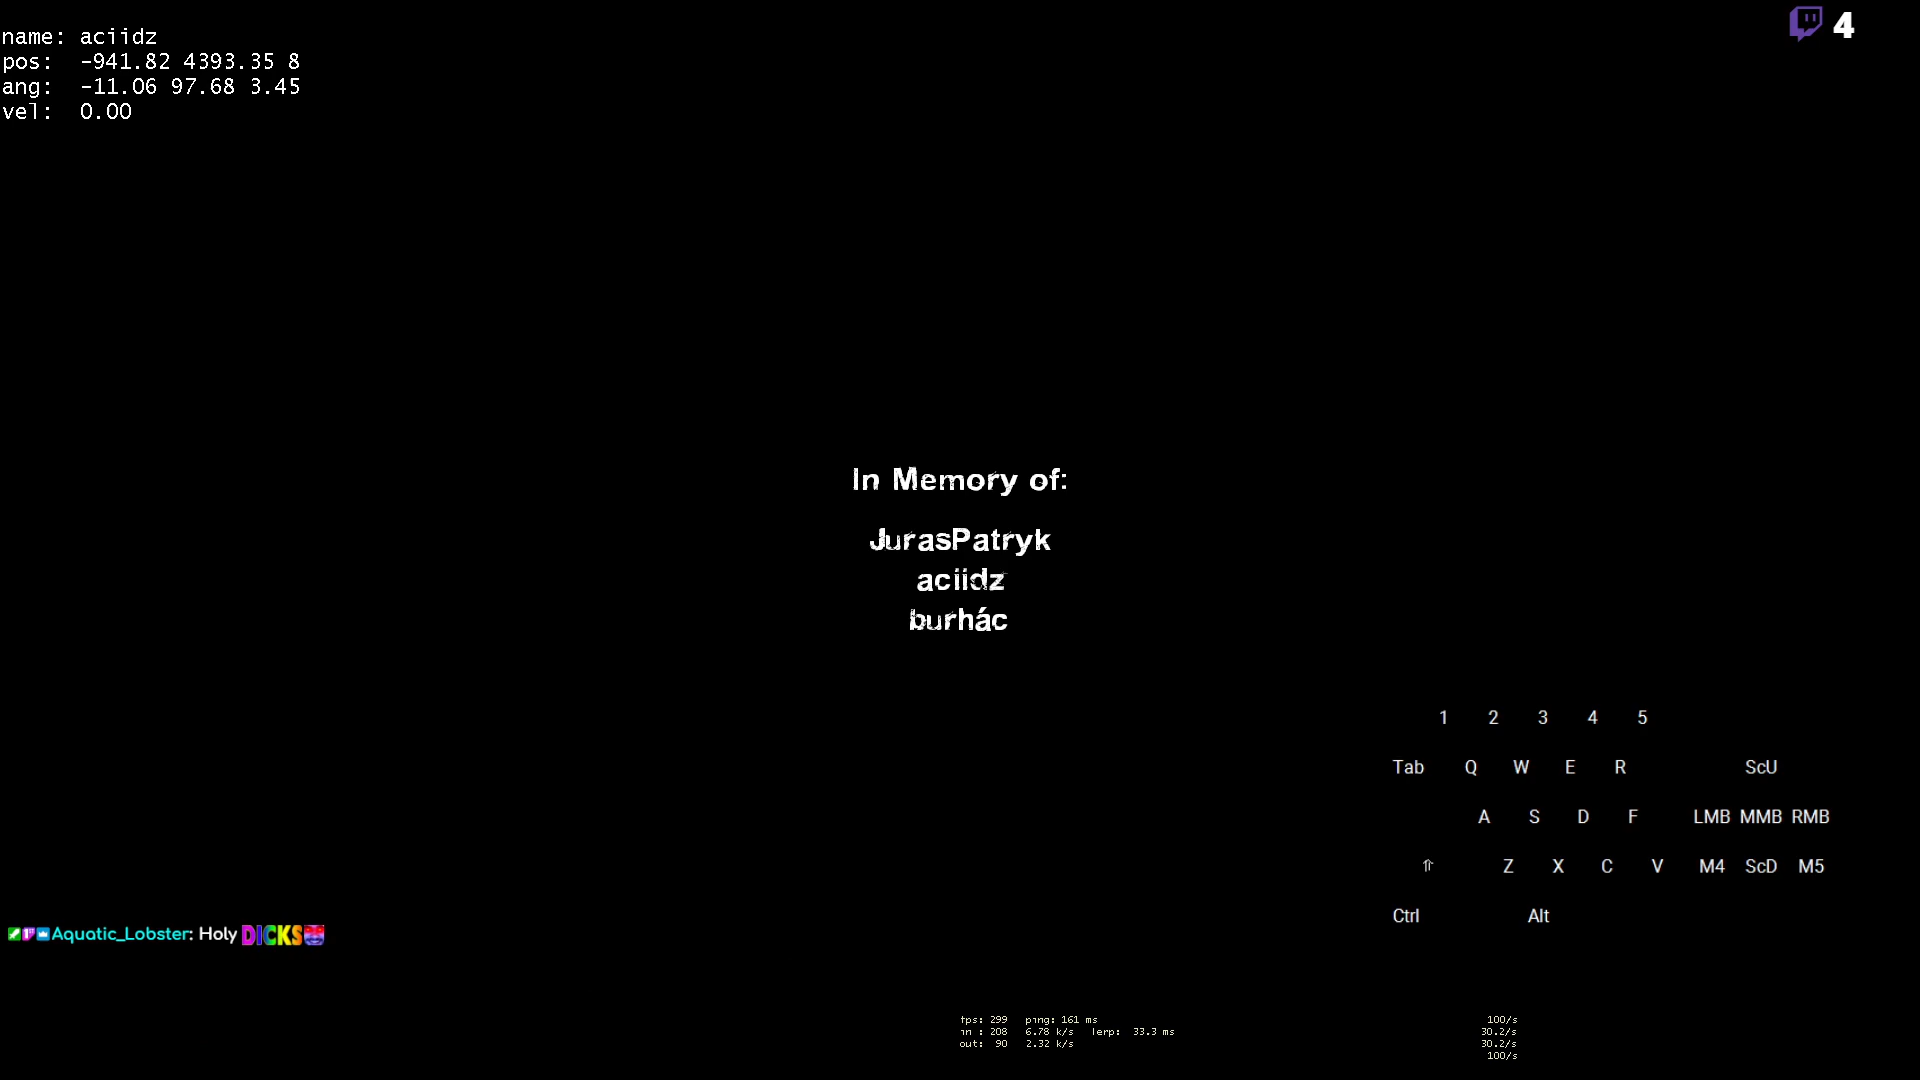 name: aciidz
pos: -941.82 4393.35 8
ang: -11.06 97.68 3.45
vel: 0.00
4
In Memory of:
JurasPatryk
aciidz
burhác
1 2 3 4 5
Tab Q W E R ScU
A S D F LMB MMB RMB
⇑ Z X C V M4 ScD M5
Ctrl Alt
Aquatic_Lobster: Holy DICKS
fps: 299 ping: 161 ms 100/s
in : 208 6.78 k/s lerp: 33.3 ms 30.2/s
out: 90 2.32 k/s 30.2/s
100/s